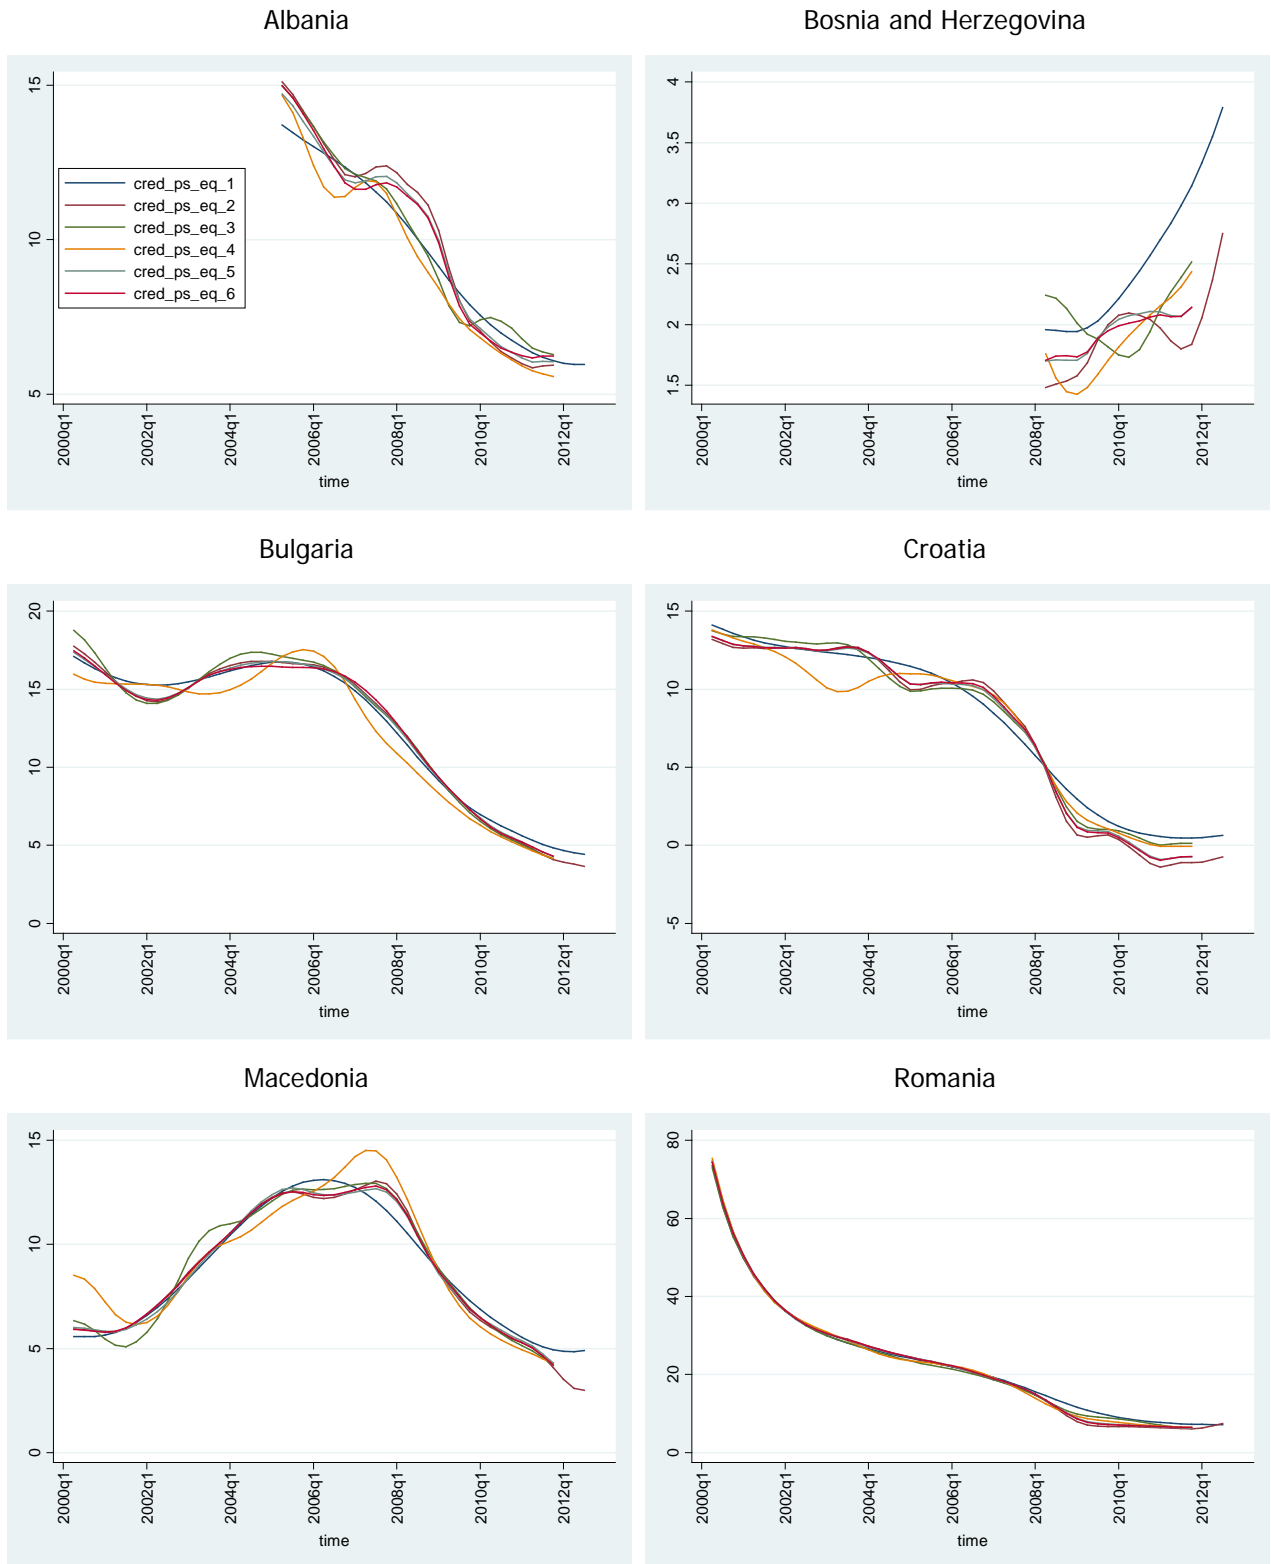 Albania
15
10
5
cred_ps_eq_1
cred_ps_eq_2
cred_ps_eq_3
cred_ps_eq_4
cred_ps_eq_5
cred_ps_eq_6
2000q1
2002q1
2004q1
2006q1
2008q1
2010q1
2012q1
time
Bosnia and Herzegovina
4
3.5
3
2.5
2
1.5
2000q1
2002q1
2004q1
2006q1
2008q1
2010q1
2012q1
time
Bulgaria
20
15
10
5
0
2000q1
2002q1
2004q1
2006q1
2008q1
2010q1
2012q1
time
Croatia
15
10
5
0
-5
2000q1
2002q1
2004q1
2006q1
2008q1
2010q1
2012q1
time
Macedonia
15
10
5
0
2000q1
2002q1
2004q1
2006q1
2008q1
2010q1
2012q1
time
Romania
80
60
40
20
0
2000q1
2002q1
2004q1
2006q1
2008q1
2010q1
2012q1
time